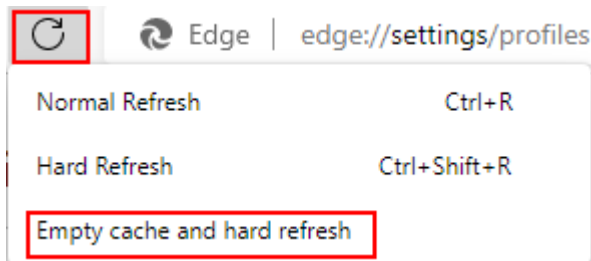 Edge | edge://settings/profiles
Normal Refresh Ctrl+R
Hard Refresh Ctrl+Shift+R
Empty cache and hard refresh